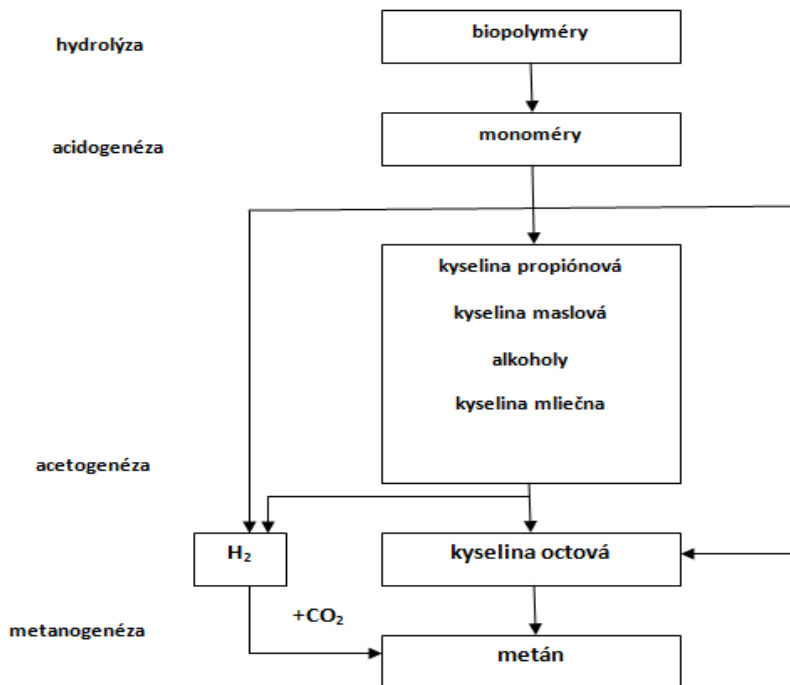 biopolyméry
hydrolýza
monoméry
acidogenéza
kyselina propiónová
kyselina maslová
alkoholy
kyselina mliečna
acetogenéza
H₂
kyselina octová
+CO₂
metanogenéza
metán